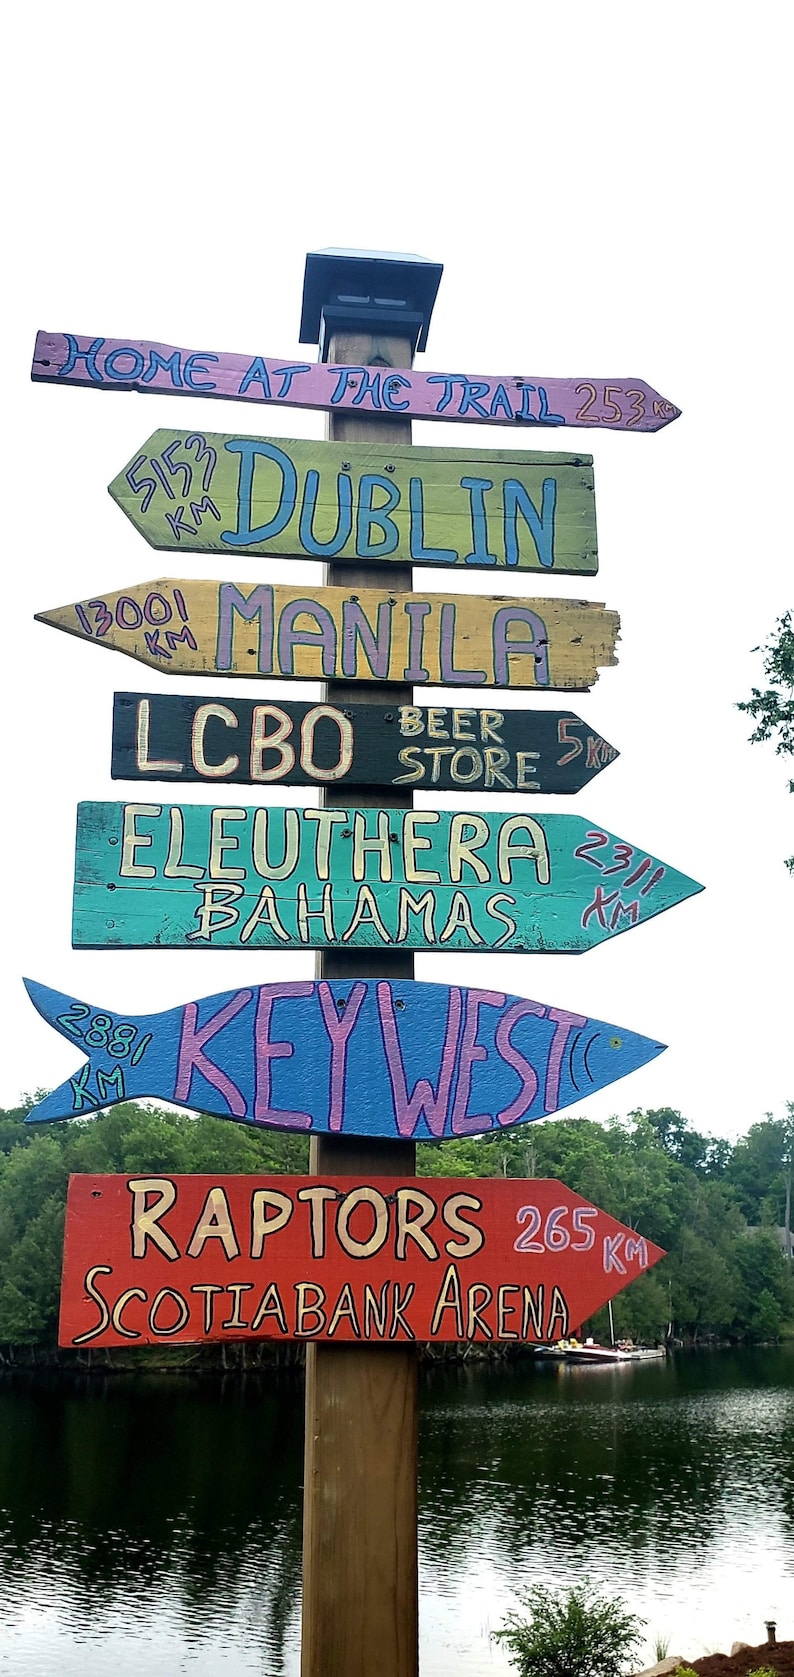 HOME AT THE TRAIL 253 KM
5153 KM DUBLIN
13001 KM MANILA
LCBO BEER STORE 5 KM
ELEUTHERA
BAHAMAS 2311 KM
2881 KM KEY WEST
RAPTORS 265 KM
SCOTIABANK ARENA